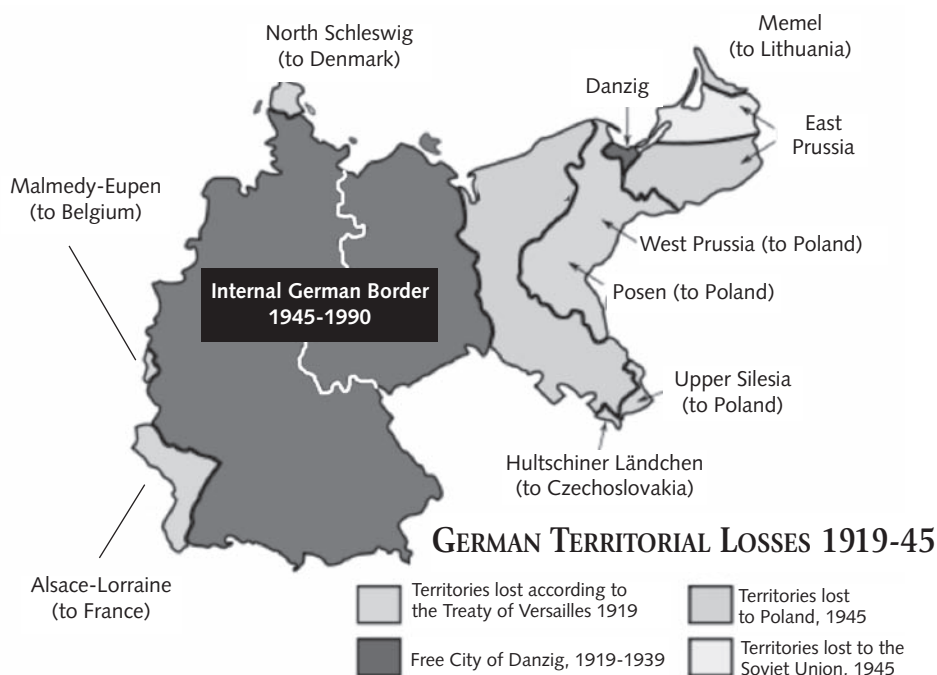 North Schleswig
(to Denmark)
Memel
(to Lithuania)
Danzig
East
Prussia
Malmedy-Eupen
(to Belgium)
West Prussia (to Poland)
Internal German Border
1945-1990
Posen (to Poland)
Upper Silesia
(to Poland)
Hultschiner Ländchen
(to Czechoslovakia)
GERMAN TERRITORIAL LOSSES 1919-45
Alsace-Lorraine
(to France)
Territories lost according to
the Treaty of Versailles 1919
Territories lost
to Poland, 1945
Free City of Danzig, 1919-1939
Territories lost to the
Soviet Union, 1945